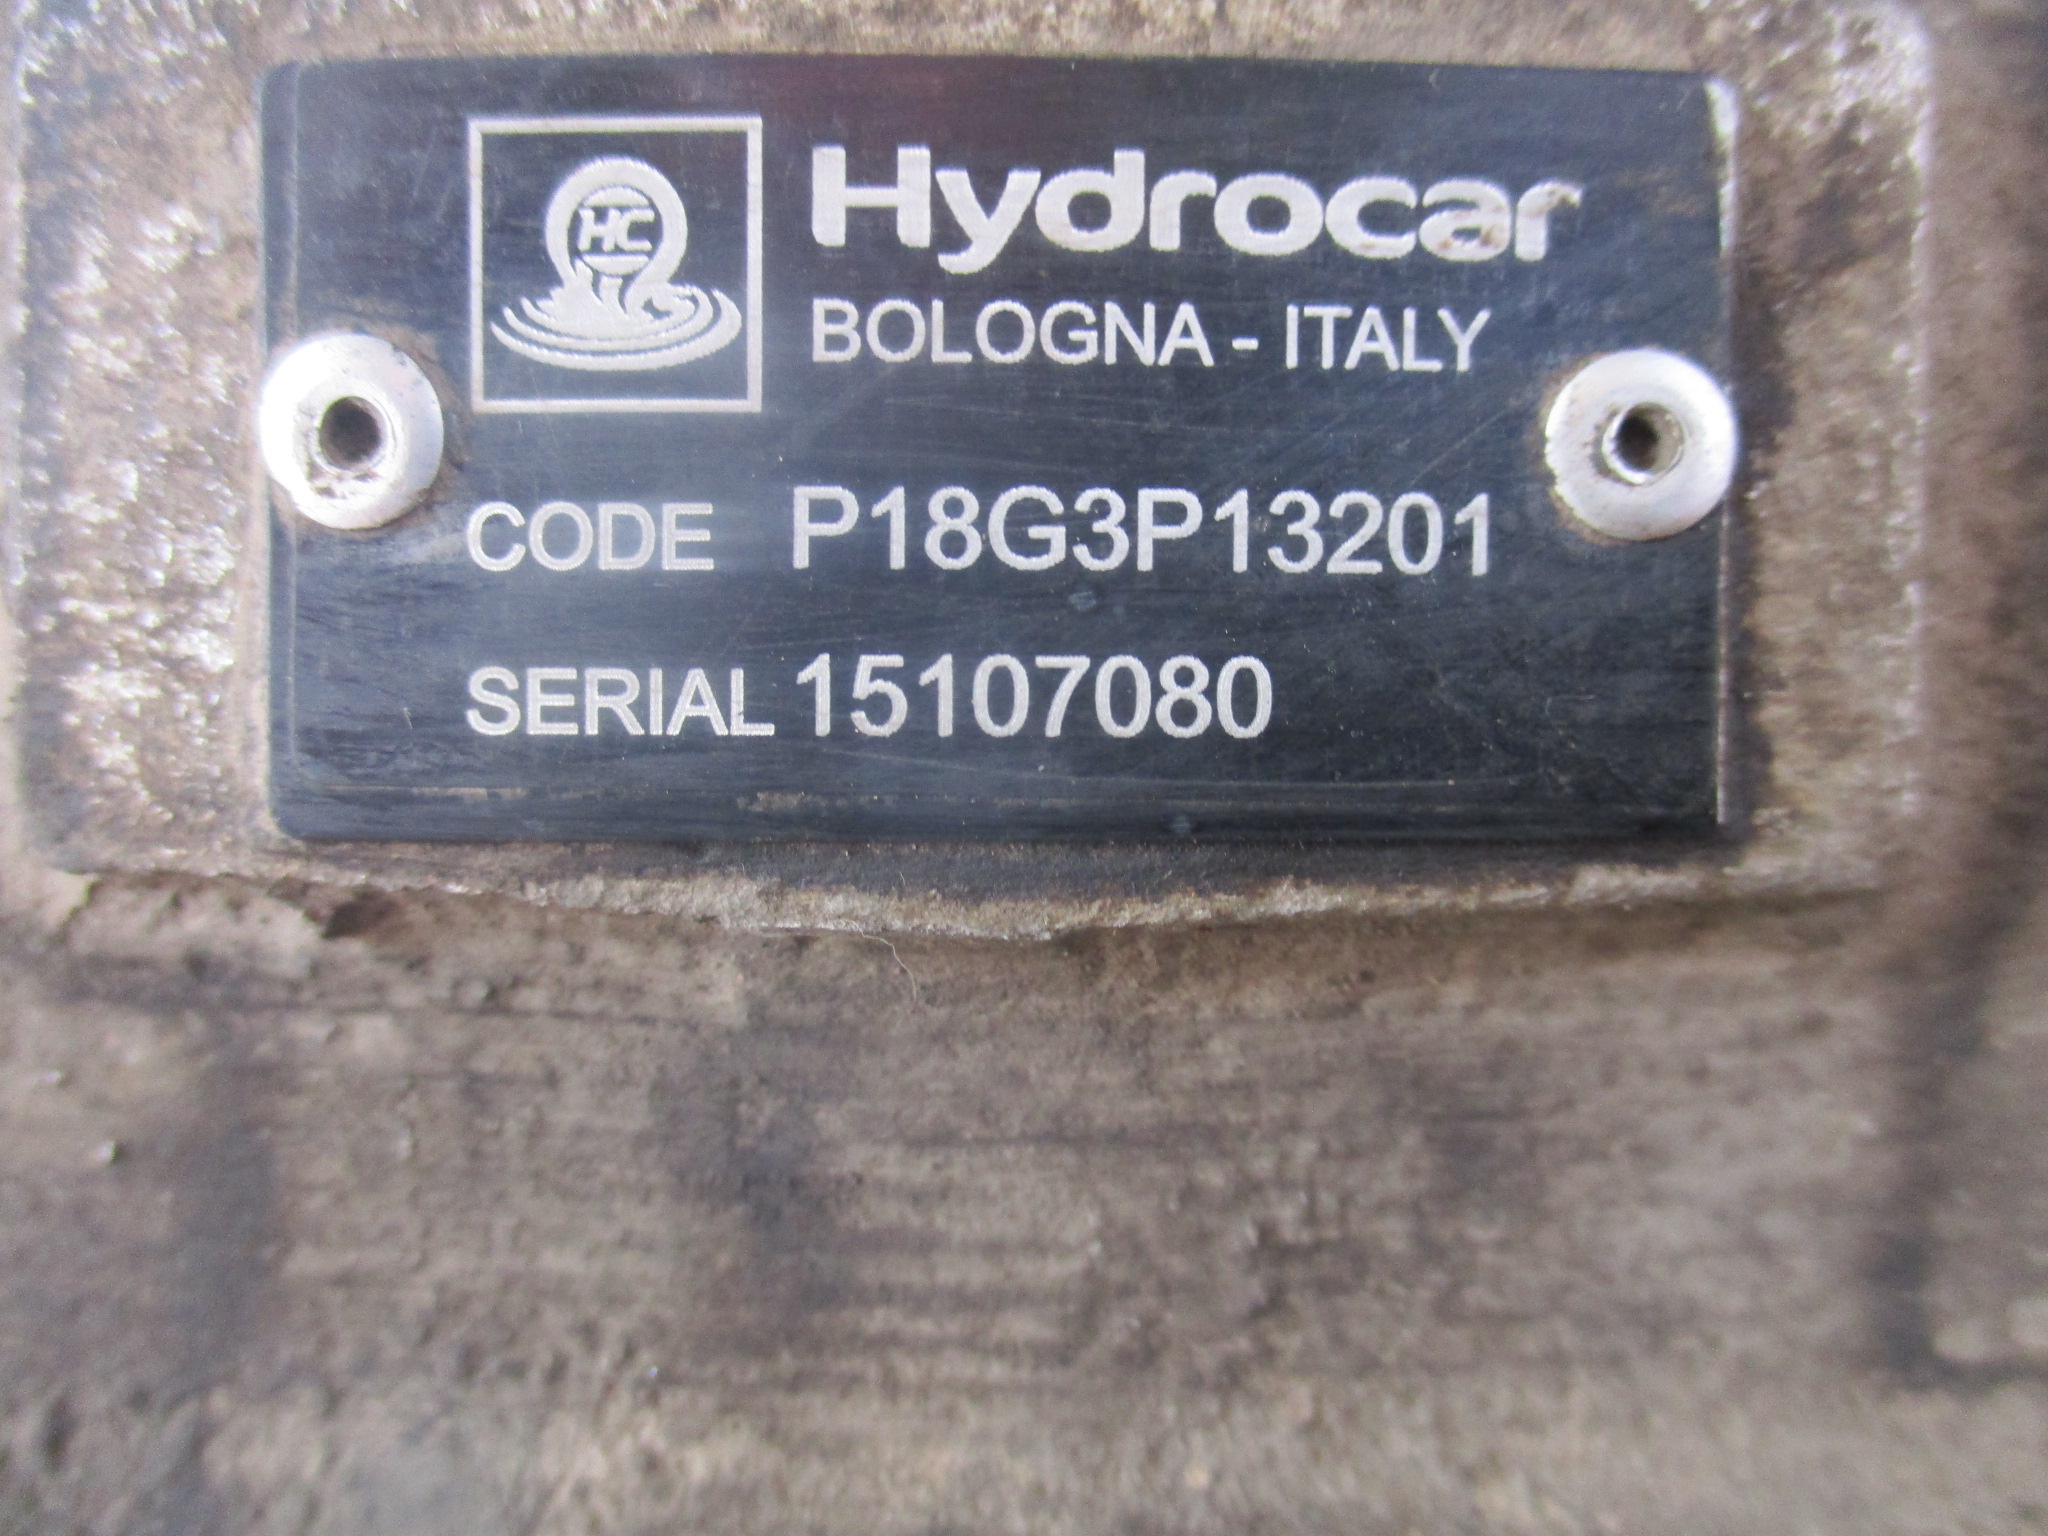 HC
Hydrocar
BOLOGNA - ITALY
CODE P18G3P13201
SERIAL 15107080